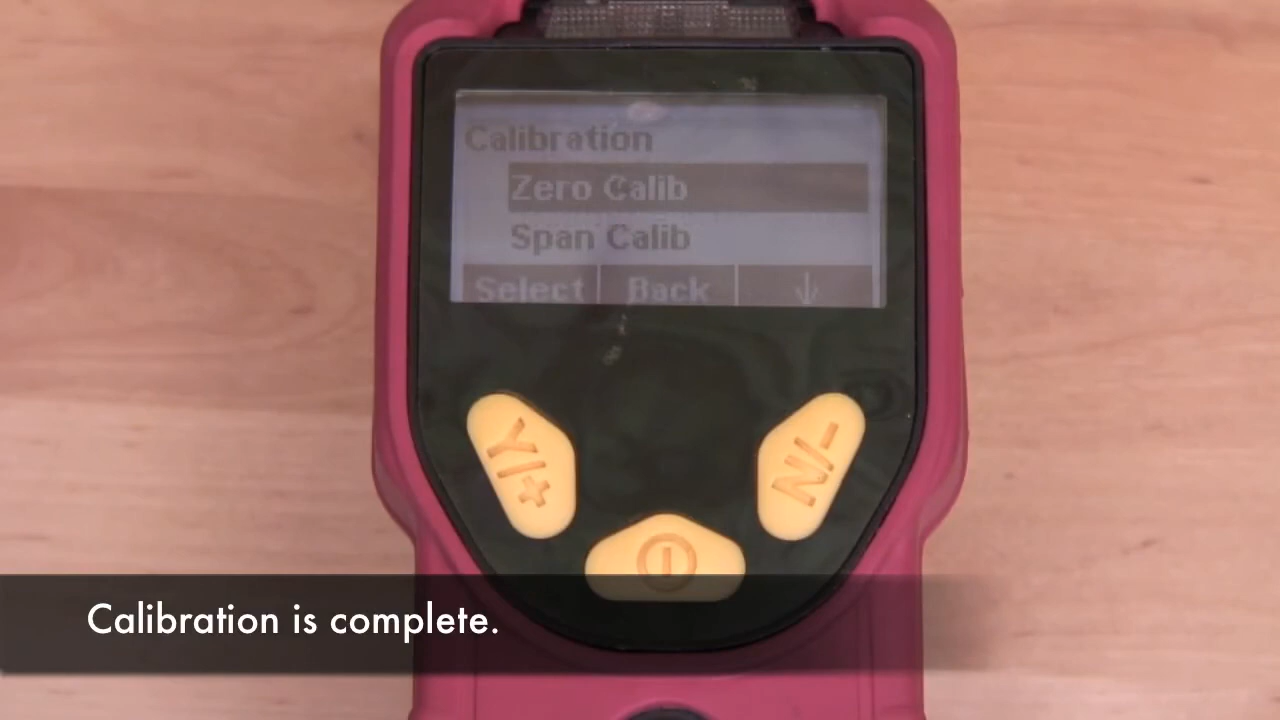 Calibration
Zero Calib
Span Calib
Select Back
Y/+ N/-
Calibration is complete.